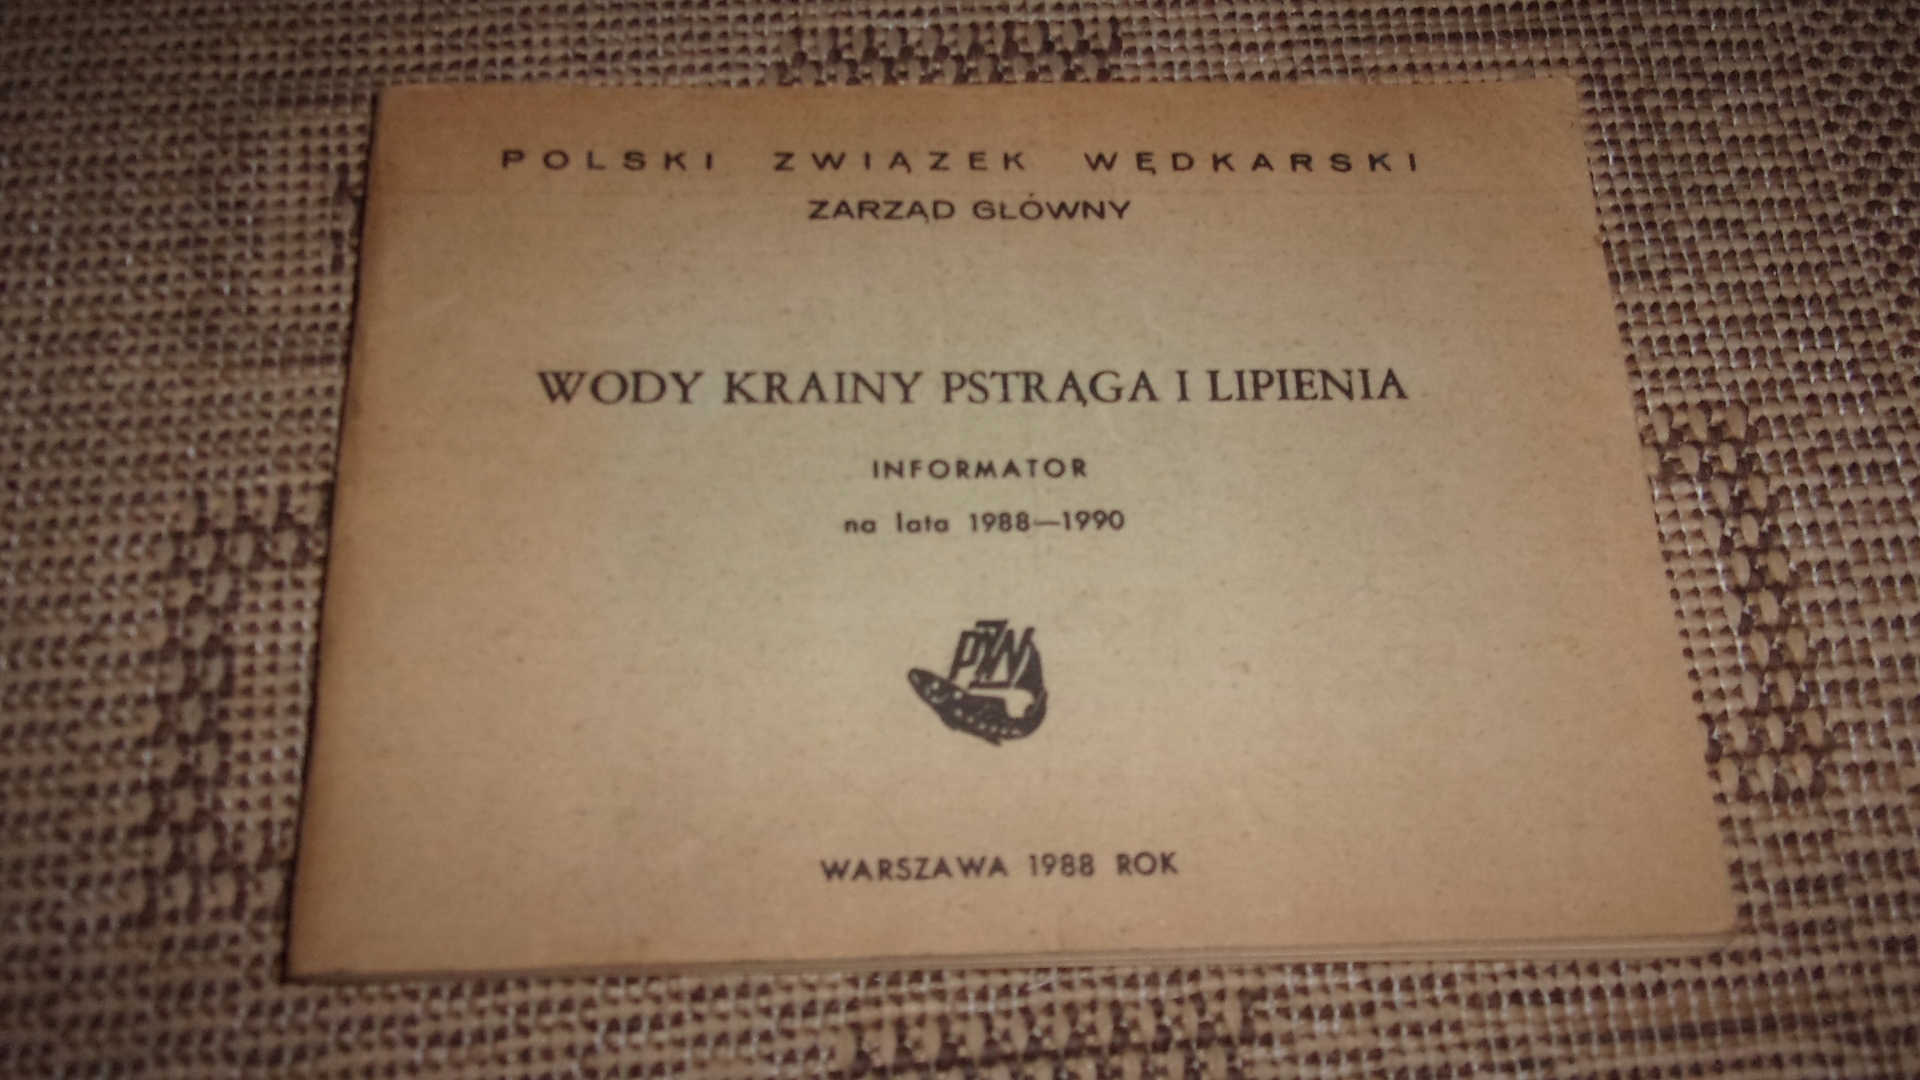 POLSKI ZWIĄZEK WĘDKARSKI
ZARZĄD GŁÓWNY
WODY KRAINY PSTRĄGA I LIPIENIA
INFORMATOR
na lata 1988—1990
PZW
WARSZAWA 1988 ROK